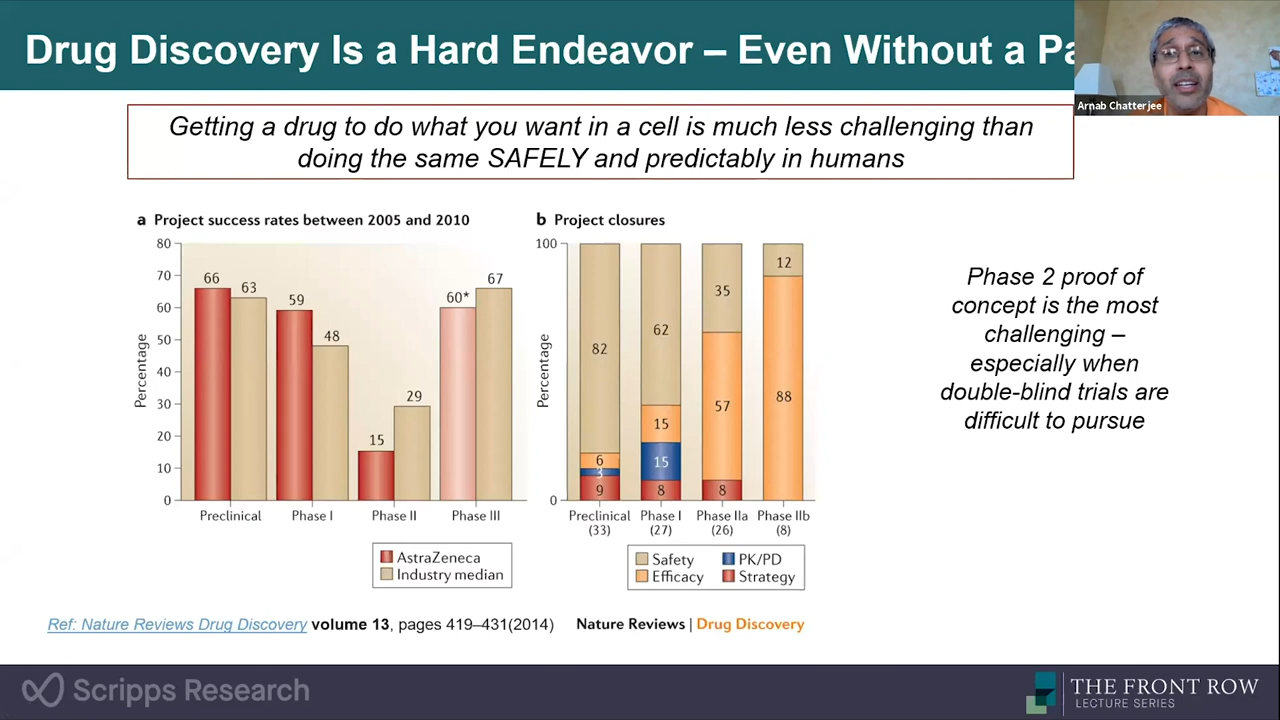 Drug Discovery Is a Hard Endeavor – Even Without a Pa
Arnab Chatterjee
Getting a drug to do what you want in a cell is much less challenging than
doing the same SAFELY and predictably in humans
a Project success rates between 2005 and 2010
80
70
60
50
40
30
20
10
0
Percentage
66
63
59
48
15
29
60*
67
Preclinical
Phase I
Phase II
Phase III
AstraZeneca
Industry median
b Project closures
100
0
Percentage
82
6
3
9
62
15
15
8
35
57
8
12
88
Preclinical
(33)
Phase I
(27)
Phase IIa
(26)
Phase IIb
(8)
Safety
PK/PD
Efficacy
Strategy
Phase 2 proof of
concept is the most
challenging –
especially when
double-blind trials are
difficult to pursue
Ref: Nature Reviews Drug Discovery volume 13, pages 419–431(2014)
Nature Reviews | Drug Discovery
Scripps Research
THE FRONT ROW
LECTURE SERIES